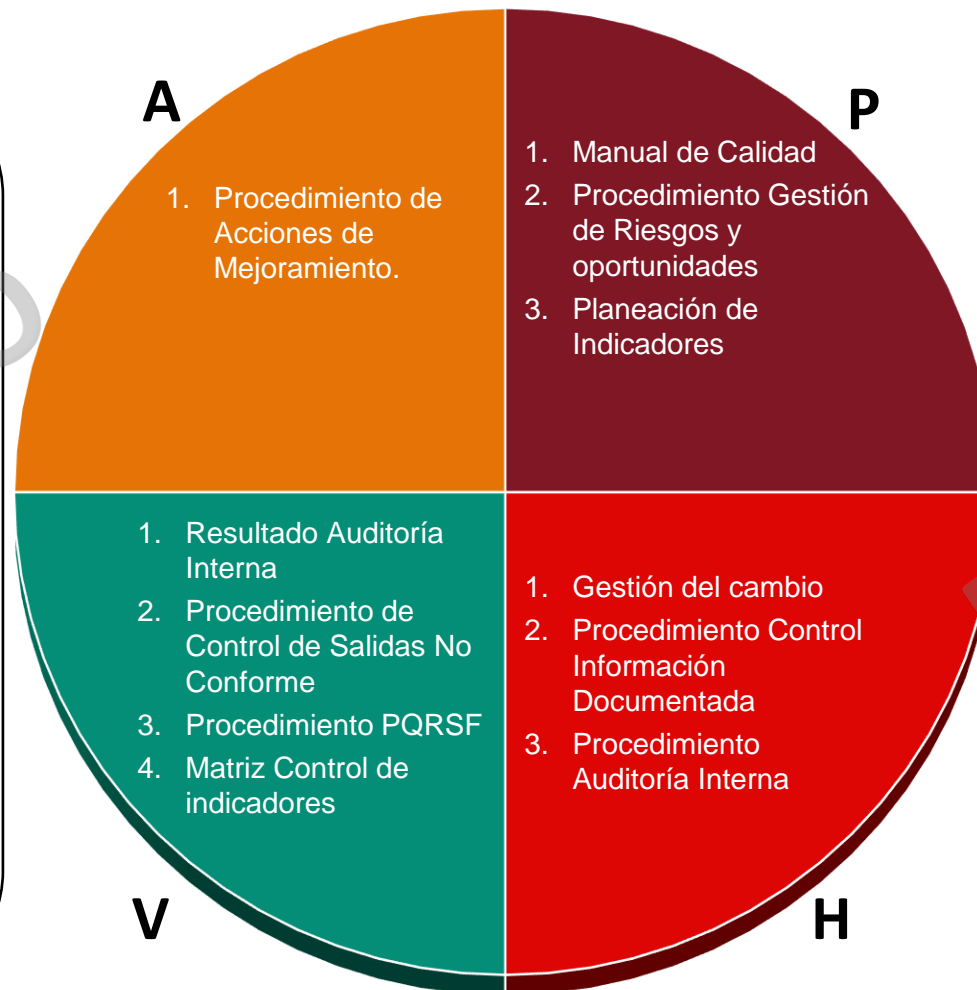 A
1. Procedimiento de
Acciones de
Mejoramiento.
P
1. Manual de Calidad
2. Procedimiento Gestión
de Riesgos y
oportunidades
3. Planeación de
Indicadores
1. Resultado Auditoría
Interna
2. Procedimiento de
Control de Salidas No
Conforme
3. Procedimiento PQRSF
4. Matriz Control de
indicadores
V
1. Gestión del cambio
2. Procedimiento Control
Información
Documentada
3. Procedimiento
Auditoría Interna
H